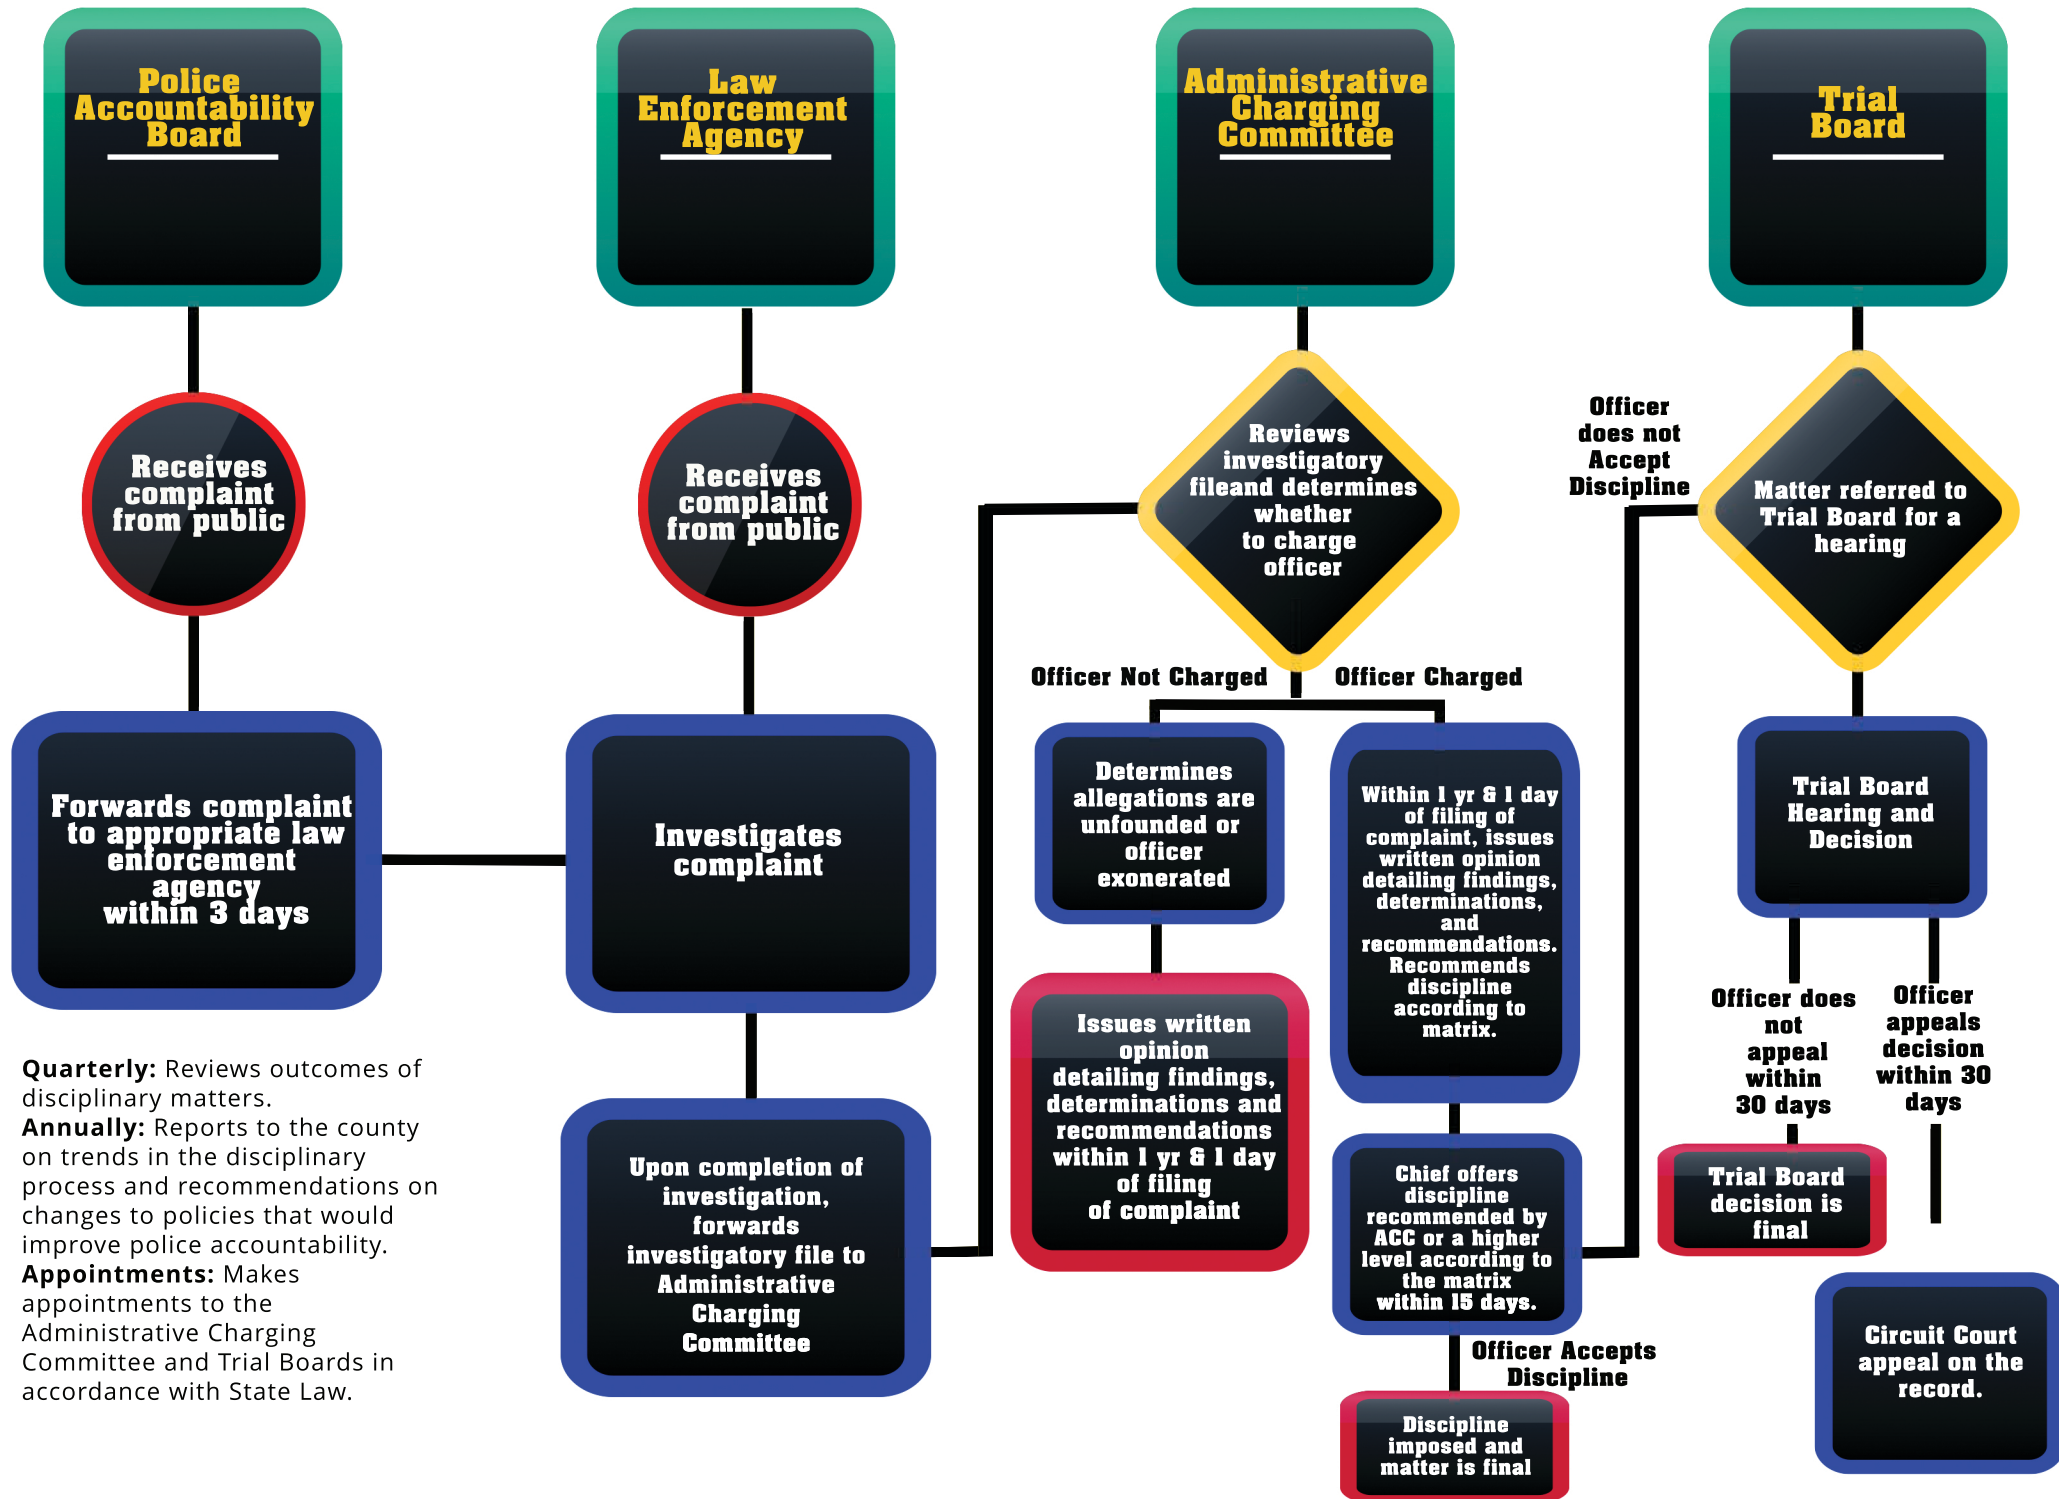 Police
Accountability
Board
Receives
complaint
from public
Forwards complaint
to appropriate law
enforcement
agency
within 3 days
Quarterly: Reviews outcomes of
disciplinary matters.
Annually: Reports to the county
on trends in the disciplinary
process and recommendations on
changes to policies that would
improve police accountability.
Appointments: Makes
appointments to the
Administrative Charging
Committee and Trial Boards in
accordance with State Law.
Law
Enforcement
Agency
Receives
complaint
from public
Investigates
complaint
Upon completion of
investigation,
forwards
investigatory file to
Administrative
Charging
Committee
Administrative
Charging
Committee
Reviews
investigatory
fileand determines
whether
to charge
officer
Officer Not Charged
Determines
allegations are
unfounded or
officer
exonerated
Issues written
opinion
detailing findings,
determinations and
recommendations
within 1 yr & 1 day
of filing
of complaint
Officer Charged
Within 1 yr & 1 day
of filing of
complaint, issues
written opinion
detailing findings,
determinations,
and
recommendations.
Recommends
discipline
according to
matrix.
Chief offers
discipline
recommended by
ACC or a higher
level according to
the matrix
within 15 days.
Officer Accepts
Discipline
Discipline
imposed and
matter is final
Trial
Board
Officer
does not
Accept
Discipline
Matter referred to
Trial Board for a
hearing
Trial Board
Hearing and
Decision
Officer does
not
appeal
within
30 days
Trial Board
decision is
final
Officer
appeals
decision
within 30
days
Circuit Court
appeal on the
record.